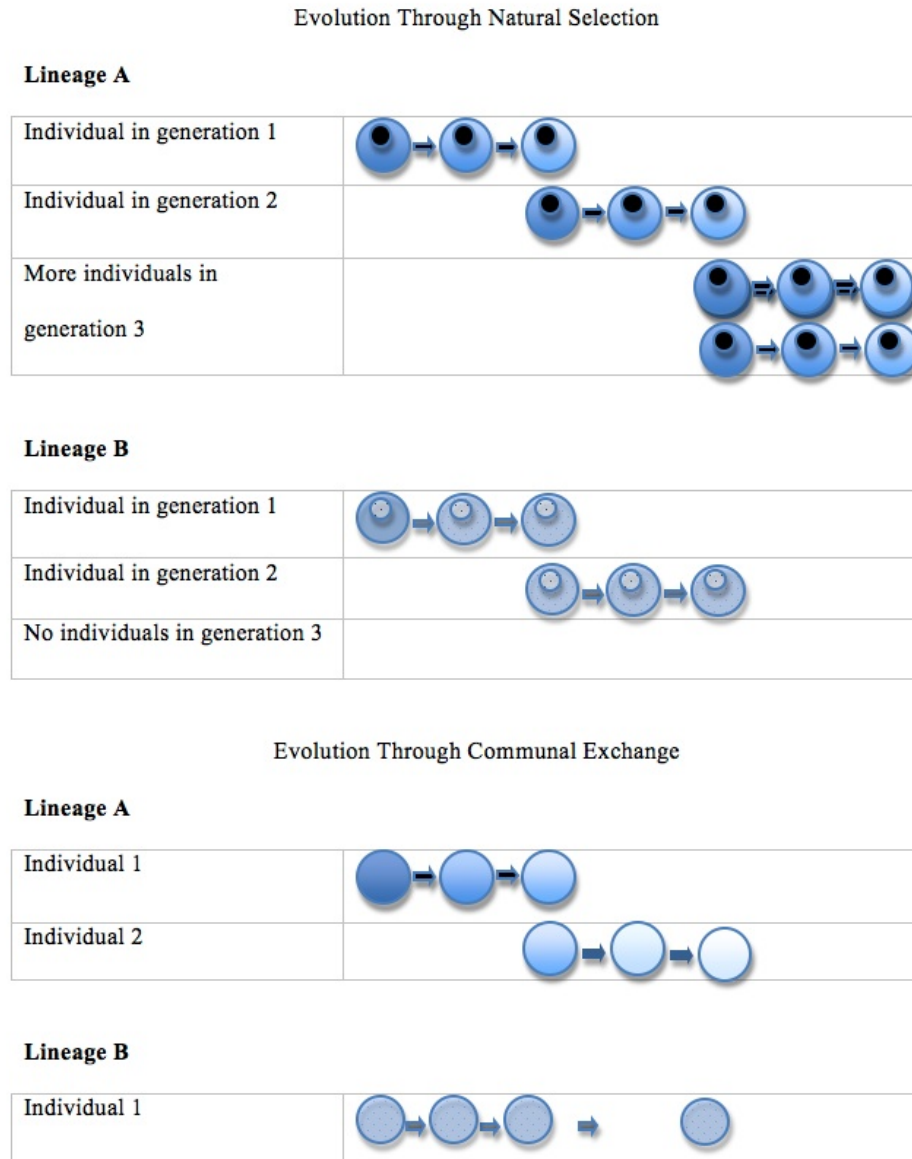 Evolution Through Natural Selection
Lineage A
Individual in generation 1
Individual in generation 2
More individuals in
generation 3
Lineage B
Individual in generation 1
Individual in generation 2
No individuals in generation 3
Evolution Through Communal Exchange
Lineage A
Individual 1
Individual 2
Lineage B
Individual 1